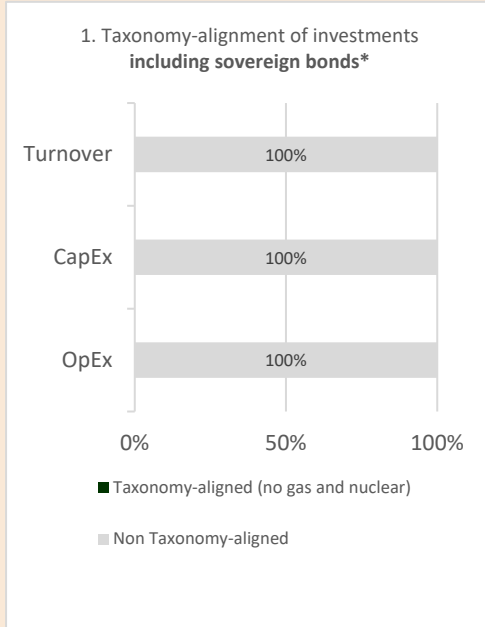 1. Taxonomy-alignment of investments
including sovereign bonds*
Turnover
100%
CapEx
100%
OpEx
100%
0% 50% 100%
Taxonomy-aligned (no gas and nuclear)
Non Taxonomy-aligned